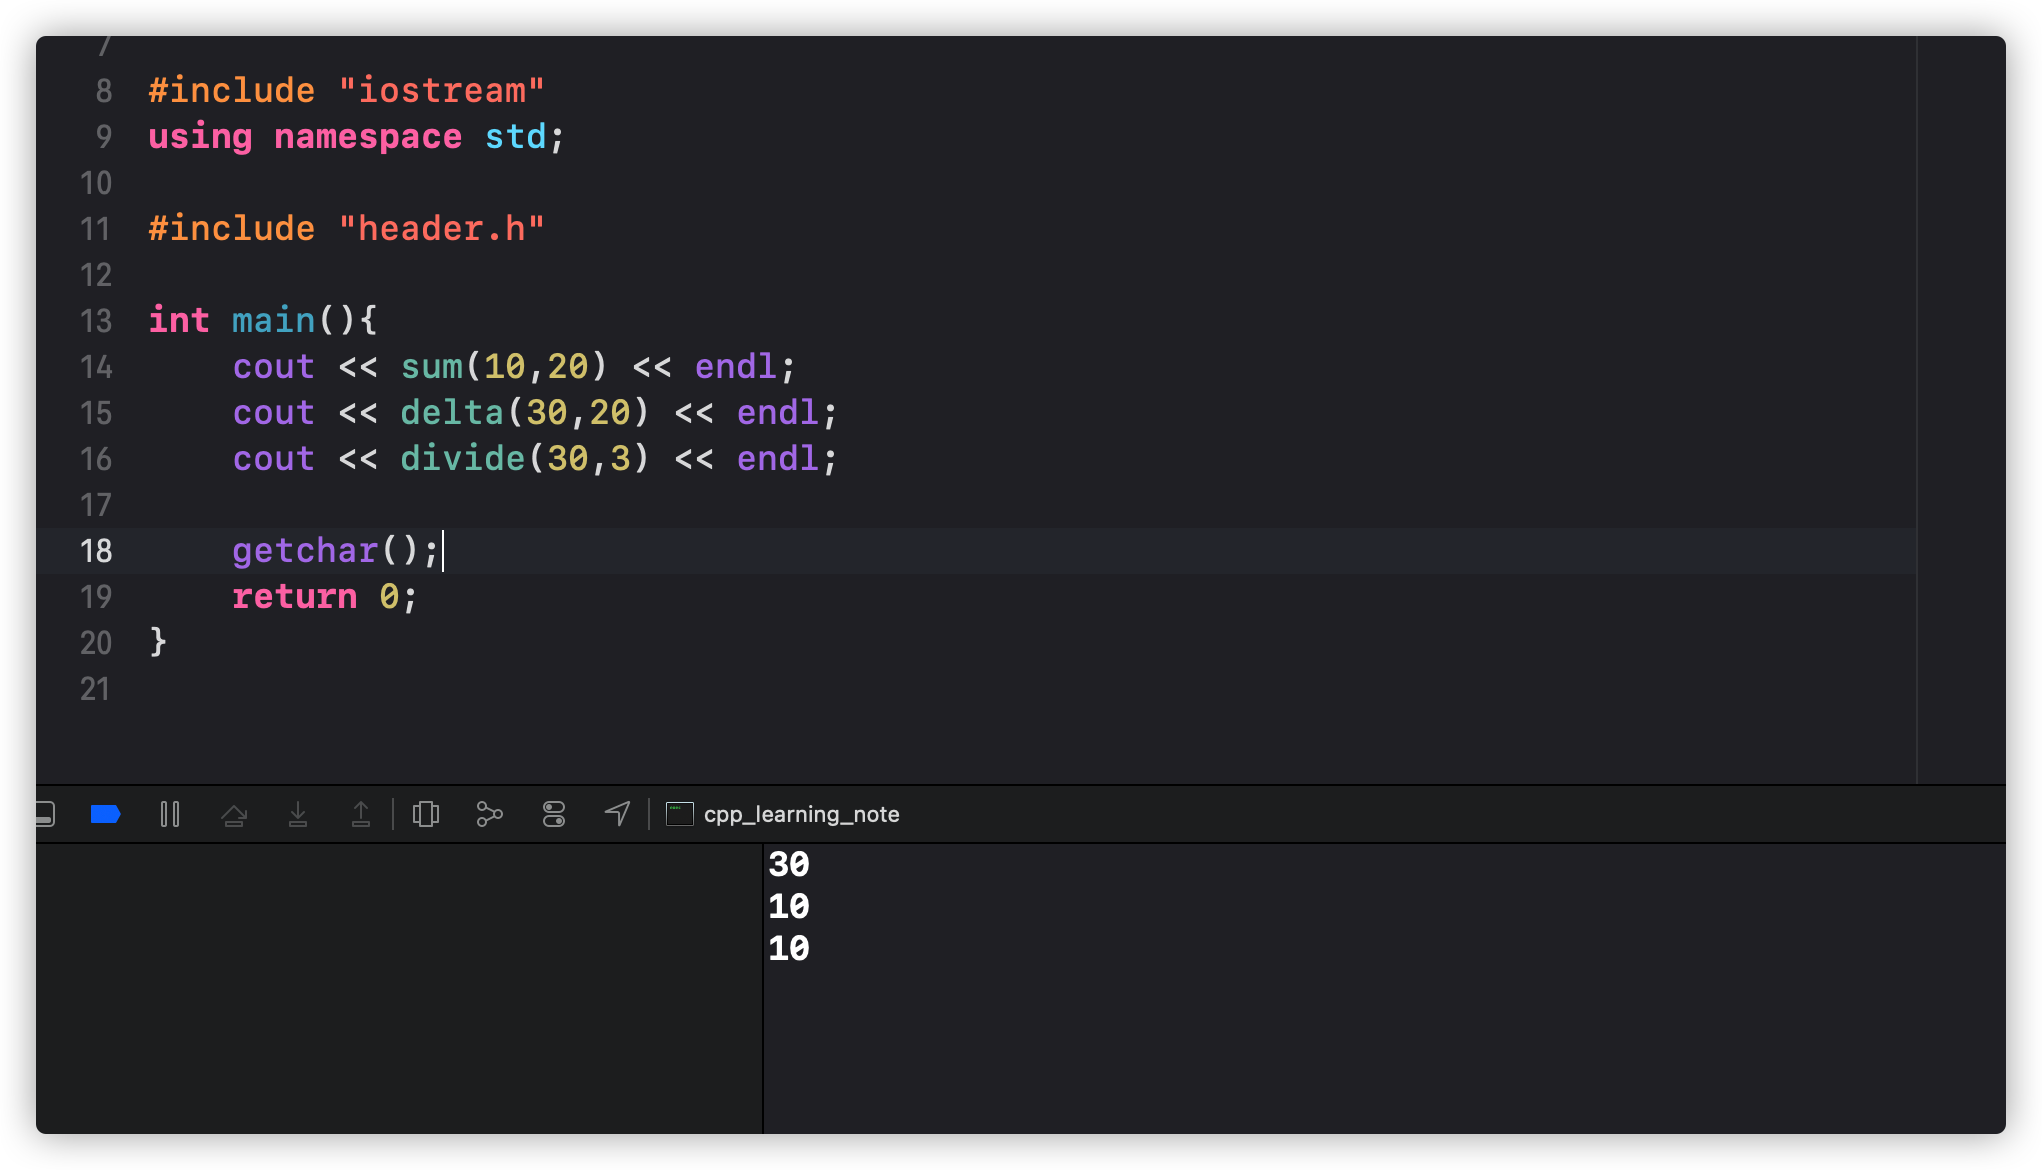 7
8 #include "iostream"
9 using namespace std;
10
11 #include "header.h"
12
13 int main(){
14     cout << sum(10,20) << endl;
15     cout << delta(30,20) << endl;
16     cout << divide(30,3) << endl;
17
18     getchar();
19     return 0;
20 }
21
cpp_learning_note
30
10
10